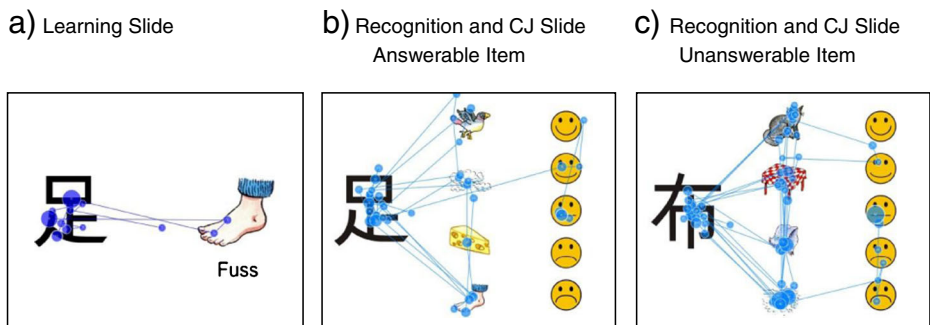 a) Learning Slide
b) Recognition and CJ Slide
Answerable Item
c) Recognition and CJ Slide
Unanswerable Item
足
Fuss
足
布